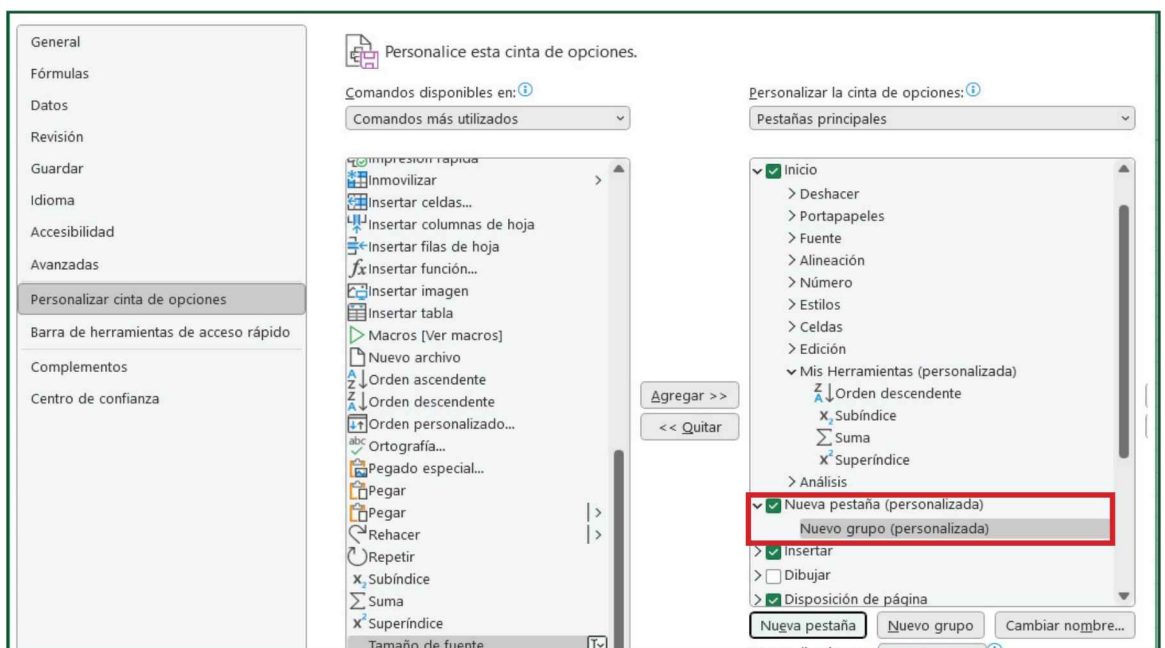 General
Fórmulas
Datos
Revisión
Guardar
Idioma
Accesibilidad
Avanzadas
Personalizar cinta de opciones
Barra de herramientas de acceso rápido
Complementos
Centro de confianza
Personalice esta cinta de opciones.
Comandos disponibles en:
Comandos más utilizados
Impresión rápida
Inmovilizar
Insertar celdas...
Insertar columnas de hoja
Insertar filas de hoja
Insertar función...
Insertar imagen
Insertar tabla
Macros [Ver macros]
Nuevo archivo
Orden ascendente
Orden descendente
Orden personalizado...
Ortografía...
Pegado especial...
Pegar
Pegar
Rehacer
Repetir
Subíndice
Suma
Superíndice
Tamaño de fuente
Agregar >>
<< Quitar
Personalizar la cinta de opciones:
Pestañas principales
Inicio
Deshacer
Portapapeles
Fuente
Alineación
Número
Estilos
Celdas
Edición
Mis Herramientas (personalizada)
Orden descendente
Subíndice
Suma
Superíndice
Análisis
Nueva pestaña (personalizada)
Nuevo grupo (personalizada)
Insertar
Dibujar
Disposición de página
Nueva pestaña
Nuevo grupo
Cambiar nombre...